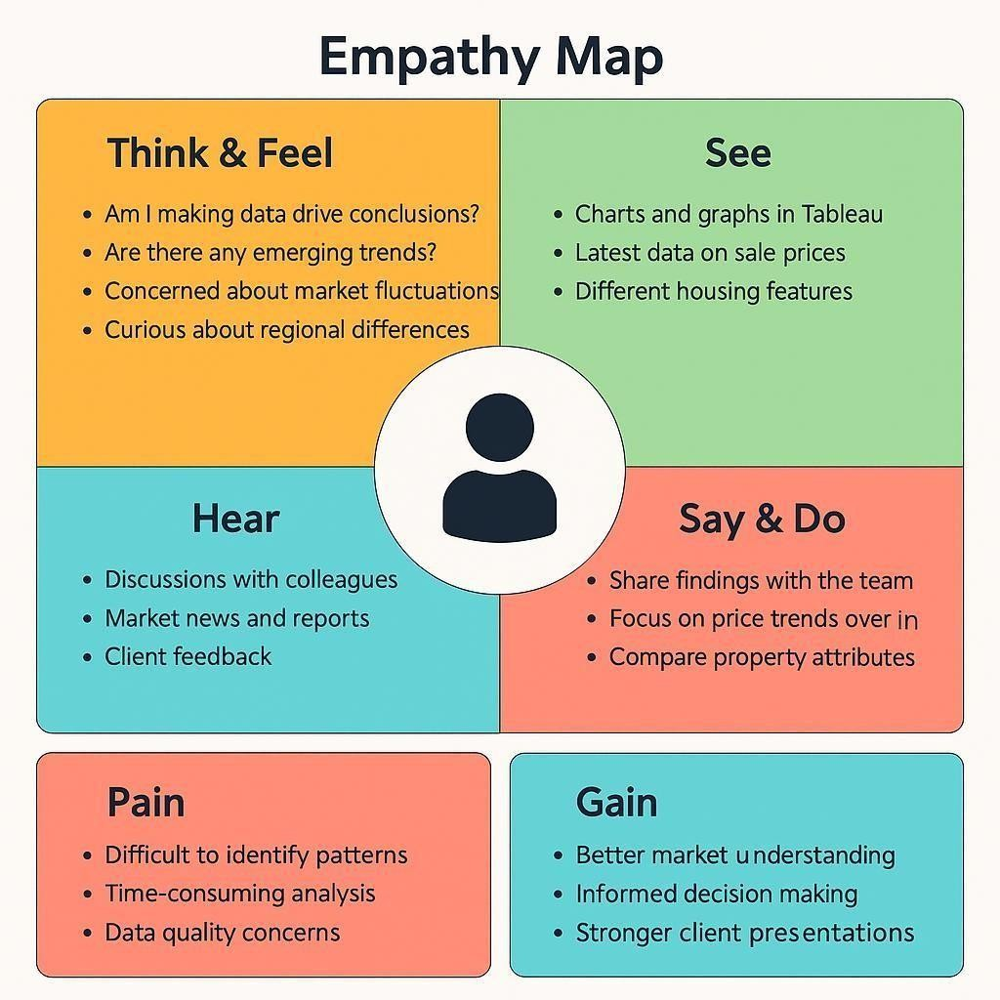 Empathy Map
Think & Feel
• Am I making data drive conclusions?
• Are there any emerging trends?
• Concerned about market fluctuations
• Curious about regional differences
See
• Charts and graphs in Tableau
• Latest data on sale prices
• Different housing features
Hear
• Discussions with colleagues
• Market news and reports
• Client feedback
Say & Do
• Share findings with the team
• Focus on price trends over in
• Compare property attributes
Pain
• Difficult to identify patterns
• Time-consuming analysis
• Data quality concerns
Gain
• Better market understanding
• Informed decision making
• Stronger client presentations